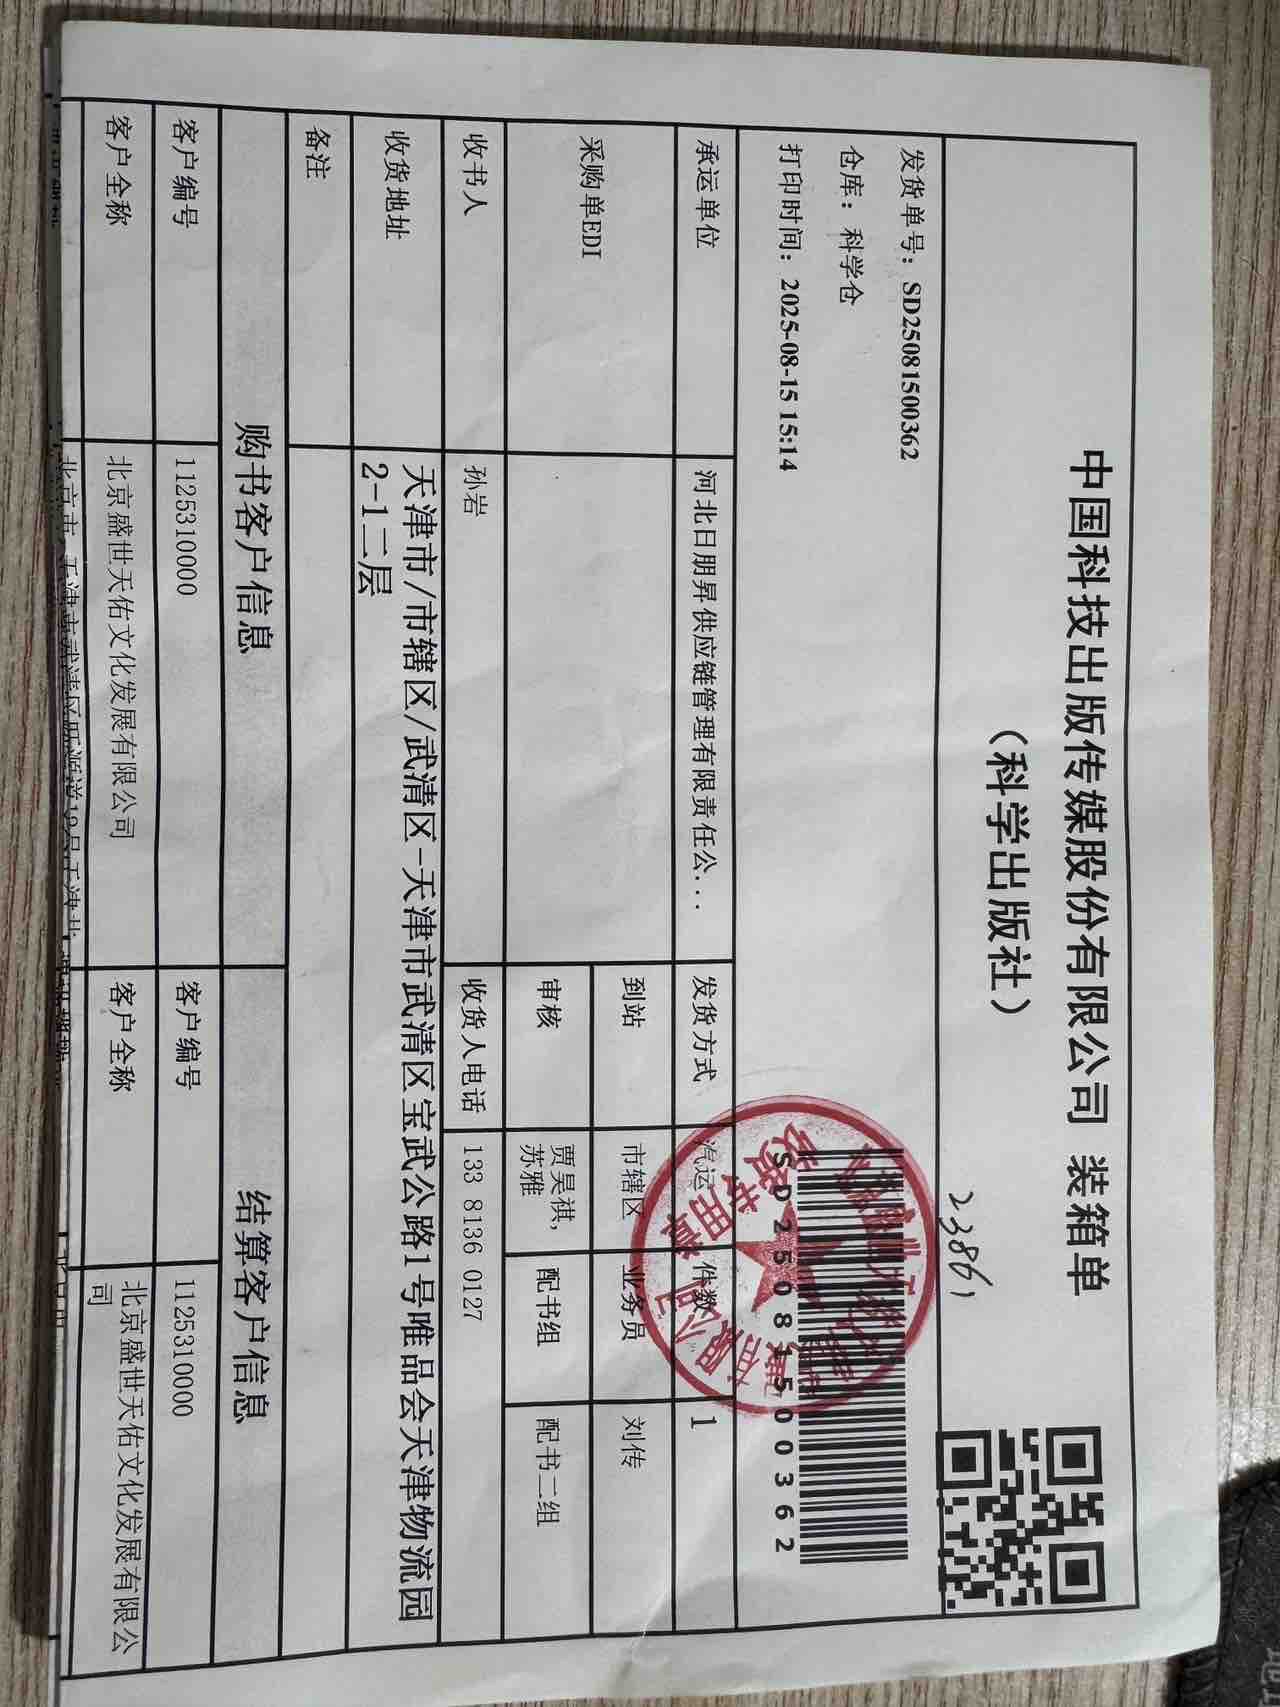 中国科技出版传媒股份有限公司 装箱单
（科学出版社）
23861
发货单号：SD25081500362
仓库：科学仓
打印时间：2025-08-15 15:14
SD25081500362
承运单位 河北日朋昇供应链管理有限责任公... 发货方式 汽运 件数 1
采购单EDI 到站 市辖区 业务员 刘传
审核 贾昊祺, 配书组 配书二组
苏雅
收书人 孙岩 收货人电话 133 8136 0127
收货地址 天津市/市辖区/武清区-天津市武清区宝武公路1号唯品会天津物流园
2-1二层
备注
购书客户信息 结算客户信息
客户编号 1125310000 客户编号 1125310000
客户全称 北京盛世天佑文化发展有限公司 客户全称 北京盛世天佑文化发展有限公
司